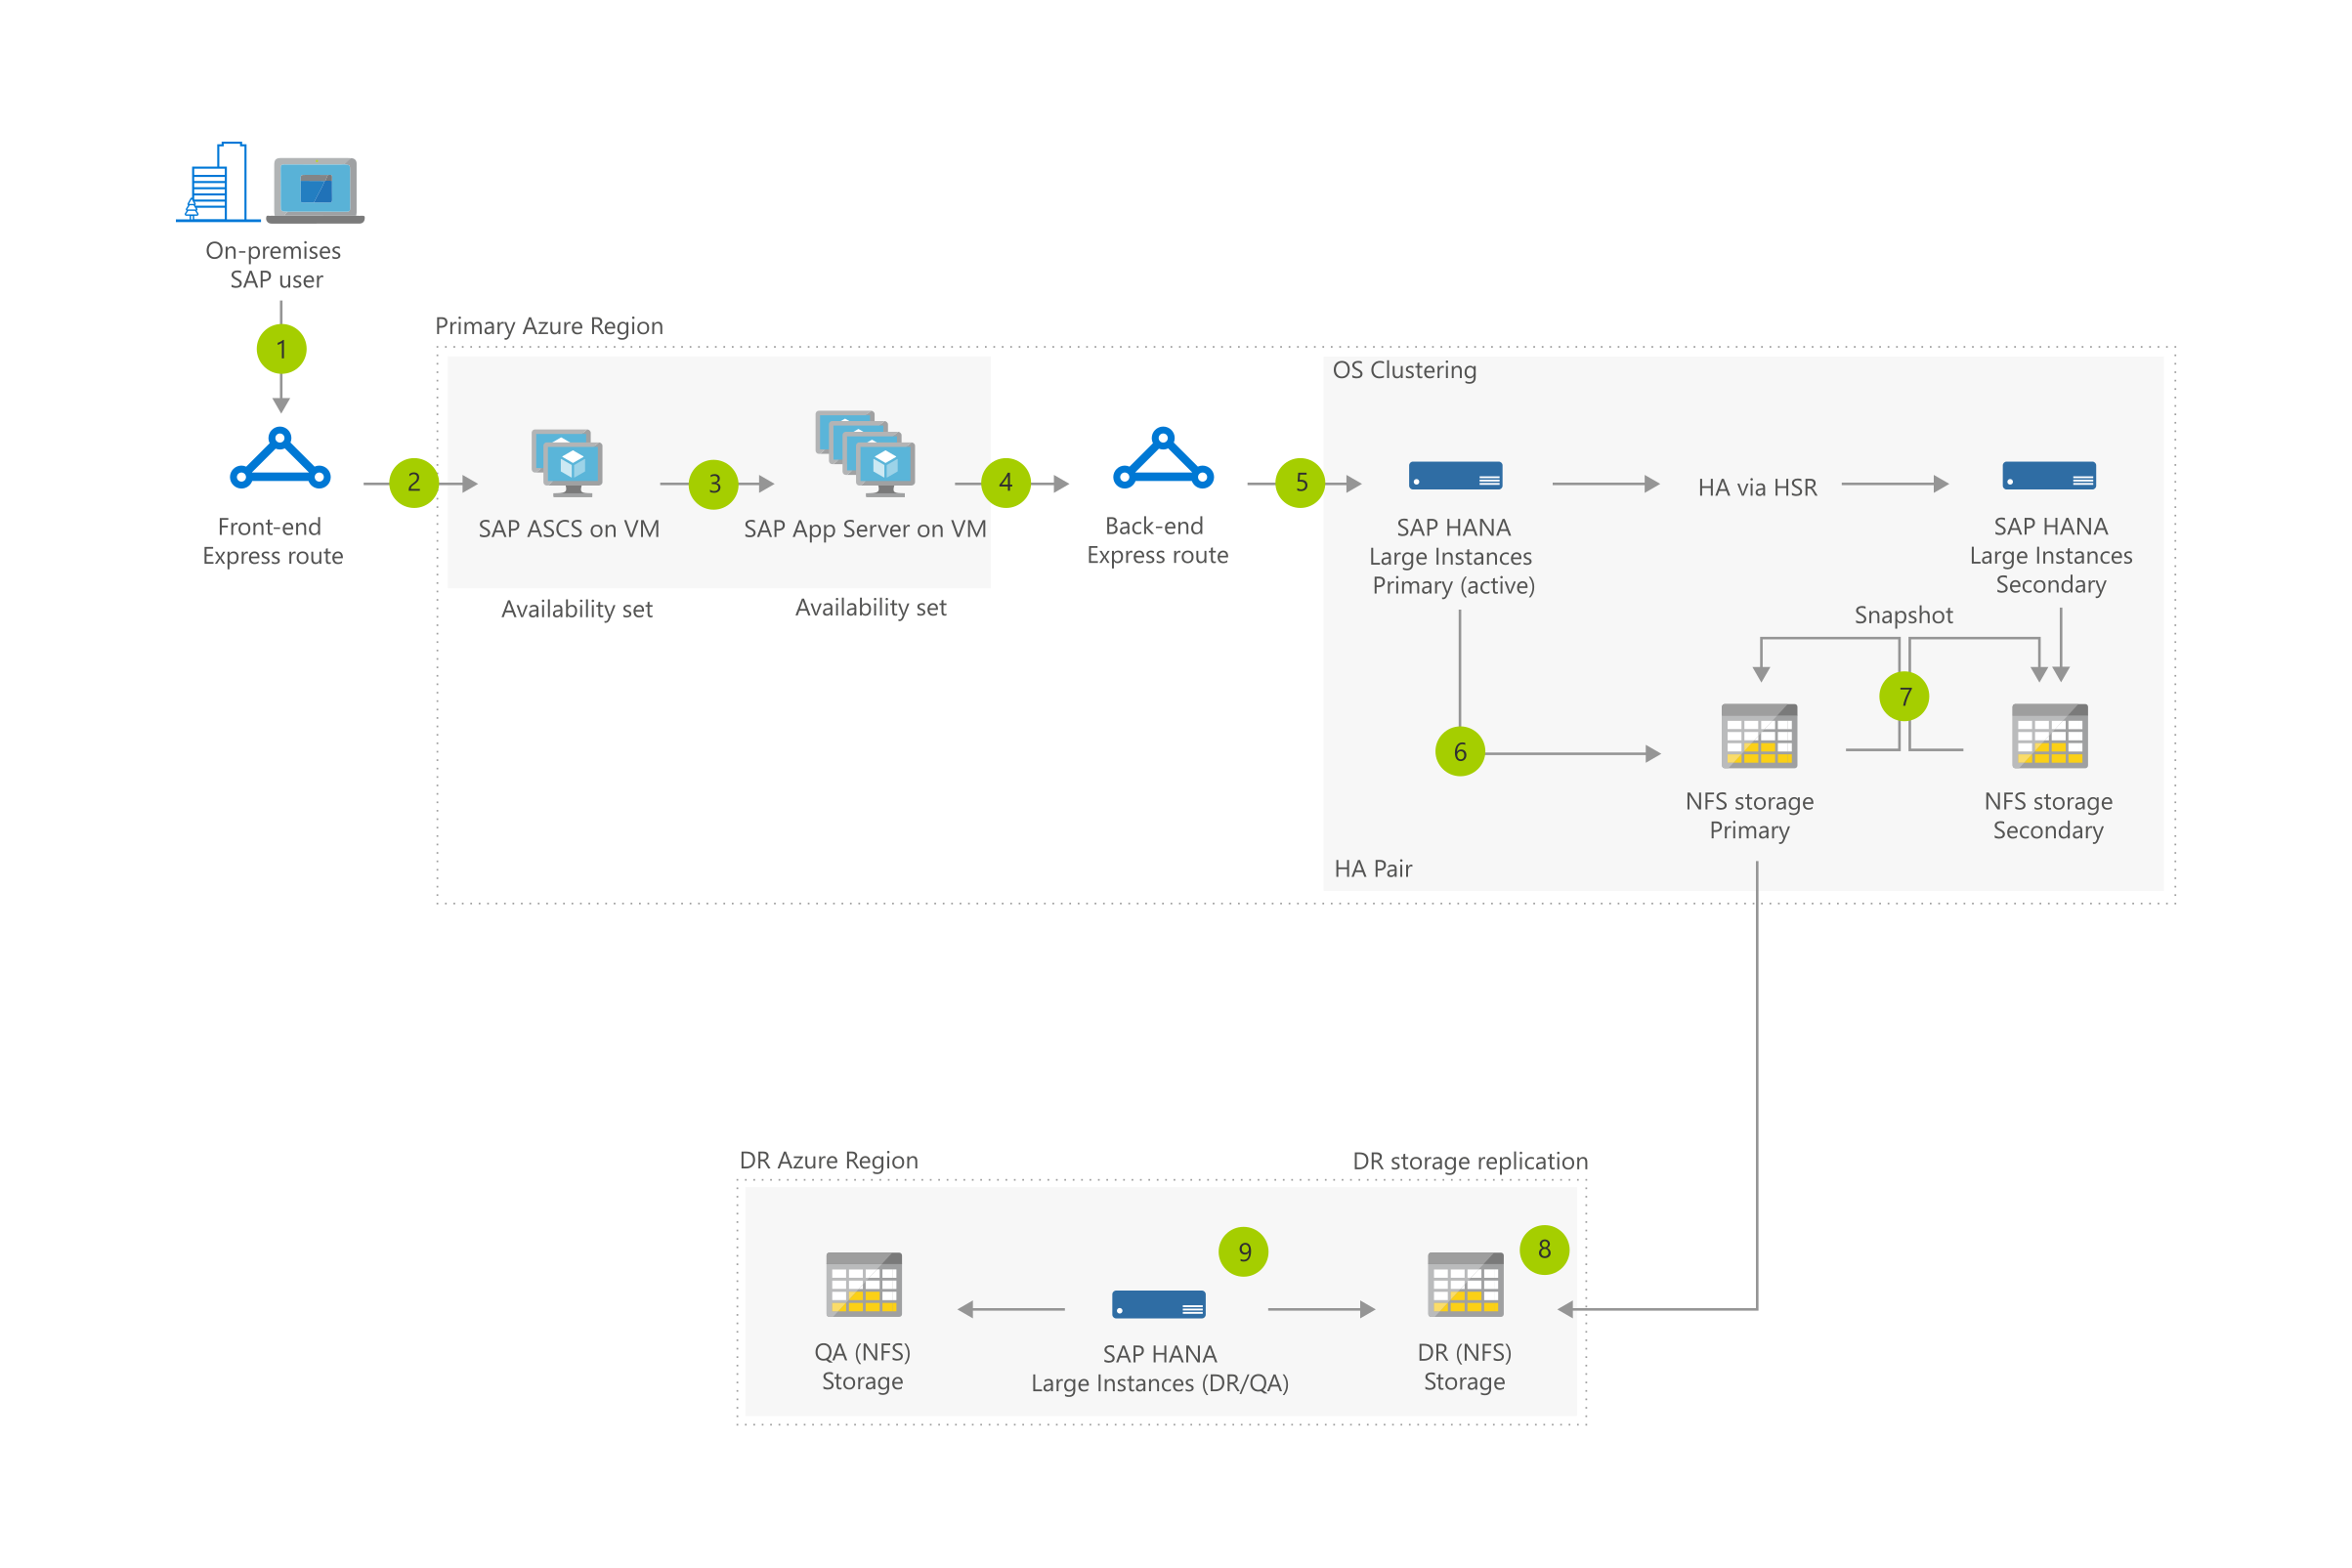 On-premises
SAP user
1
Primary Azure Region
OS Clustering
2
3
4
5
Front-end
Express route
SAP ASCS on VM
SAP App Server on VM
Back-end
Express route
SAP HANA
Large Instances
Primary (active)
HA via HSR
SAP HANA
Large Instances
Secondary
Availability set
Availability set
Snapshot
6
7
NFS storage
Primary
NFS storage
Secondary
HA Pair
DR Azure Region
DR storage replication
9
8
QA (NFS)
Storage
SAP HANA
Large Instances (DR/QA)
DR (NFS)
Storage